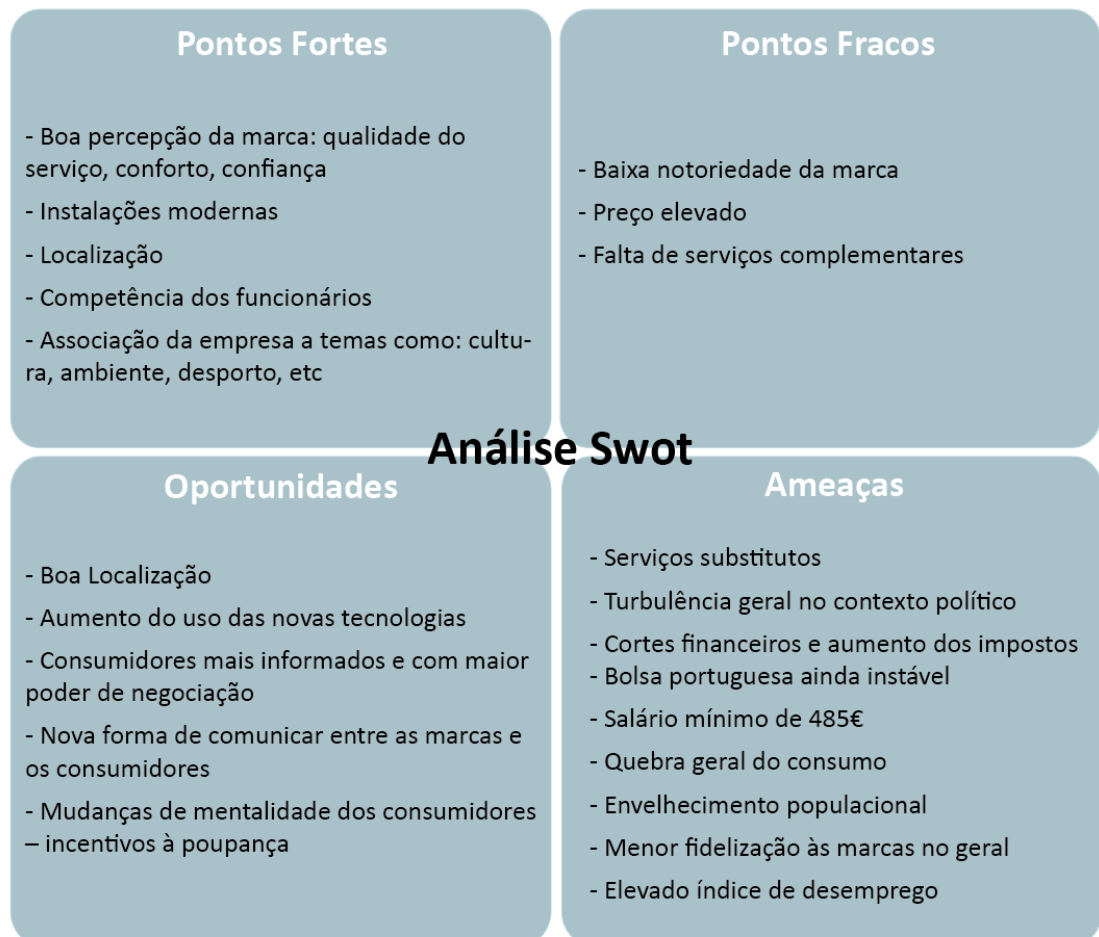 Pontos Fortes
- Boa percepção da marca: qualidade do
serviço, conforto, confiança
- Instalações modernas
- Localização
- Competência dos funcionários
- Associação da empresa a temas como: cultu-
ra, ambiente, desporto, etc
Pontos Fracos
- Baixa notoriedade da marca
- Preço elevado
- Falta de serviços complementares
Análise Swot
Oportunidades
- Boa Localização
- Aumento do uso das novas tecnologias
- Consumidores mais informados e com maior
poder de negociação
- Nova forma de comunicar entre as marcas e
os consumidores
- Mudanças de mentalidade dos consumidores
– incentivos à poupança
Ameaças
- Serviços substitutos
- Turbulência geral no contexto político
- Cortes financeiros e aumento dos impostos
- Bolsa portuguesa ainda instável
- Salário mínimo de 485€
- Quebra geral do consumo
- Envelhecimento populacional
- Menor fidelização às marcas no geral
- Elevado índice de desemprego